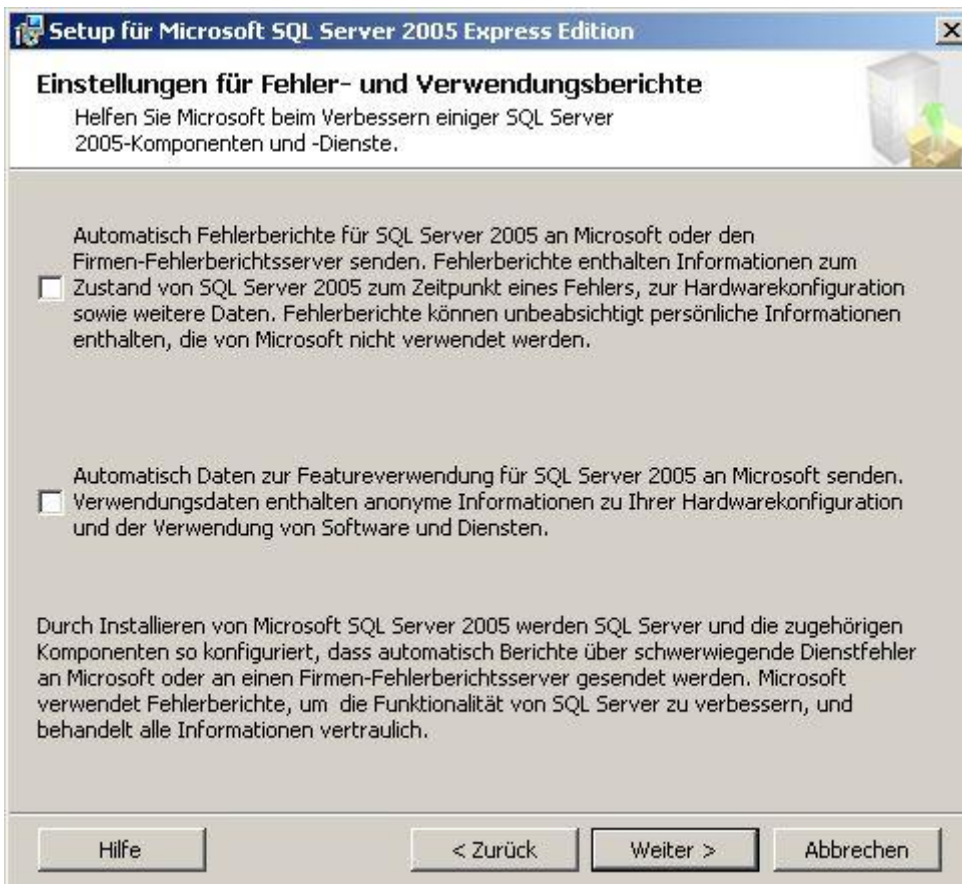 Setup für Microsoft SQL Server 2005 Express Edition
Einstellungen für Fehler- und Verwendungsberichte
Helfen Sie Microsoft beim Verbessern einiger SQL Server
2005-Komponenten und -Dienste.
Automatisch Fehlerberichte für SQL Server 2005 an Microsoft oder den
Firmen-Fehlerberichtsserver senden. Fehlerberichte enthalten Informationen zum
Zustand von SQL Server 2005 zum Zeitpunkt eines Fehlers, zur Hardwarekonfiguration
sowie weitere Daten. Fehlerberichte können unbeabsichtigt persönliche Informationen
enthalten, die von Microsoft nicht verwendet werden.
Automatisch Daten zur Featureverwendung für SQL Server 2005 an Microsoft senden.
Verwendungsdaten enthalten anonyme Informationen zu Ihrer Hardwarekonfiguration
und der Verwendung von Software und Diensten.
Durch Installieren von Microsoft SQL Server 2005 werden SQL Server und die zugehörigen
Komponenten so konfiguriert, dass automatisch Berichte über schwerwiegende Dienstfehler
an Microsoft oder an einen Firmen-Fehlerberichtsserver gesendet werden. Microsoft
verwendet Fehlerberichte, um die Funktionalität von SQL Server zu verbessern, und
behandelt alle Informationen vertraulich.
Hilfe < Zurück Weiter > Abbrechen